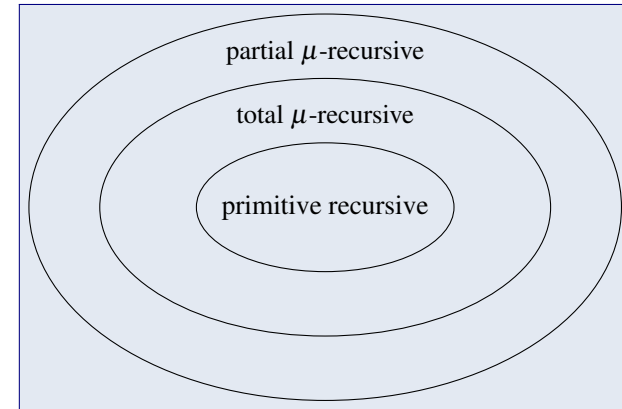 partial μ-recursive
total μ-recursive
primitive recursive